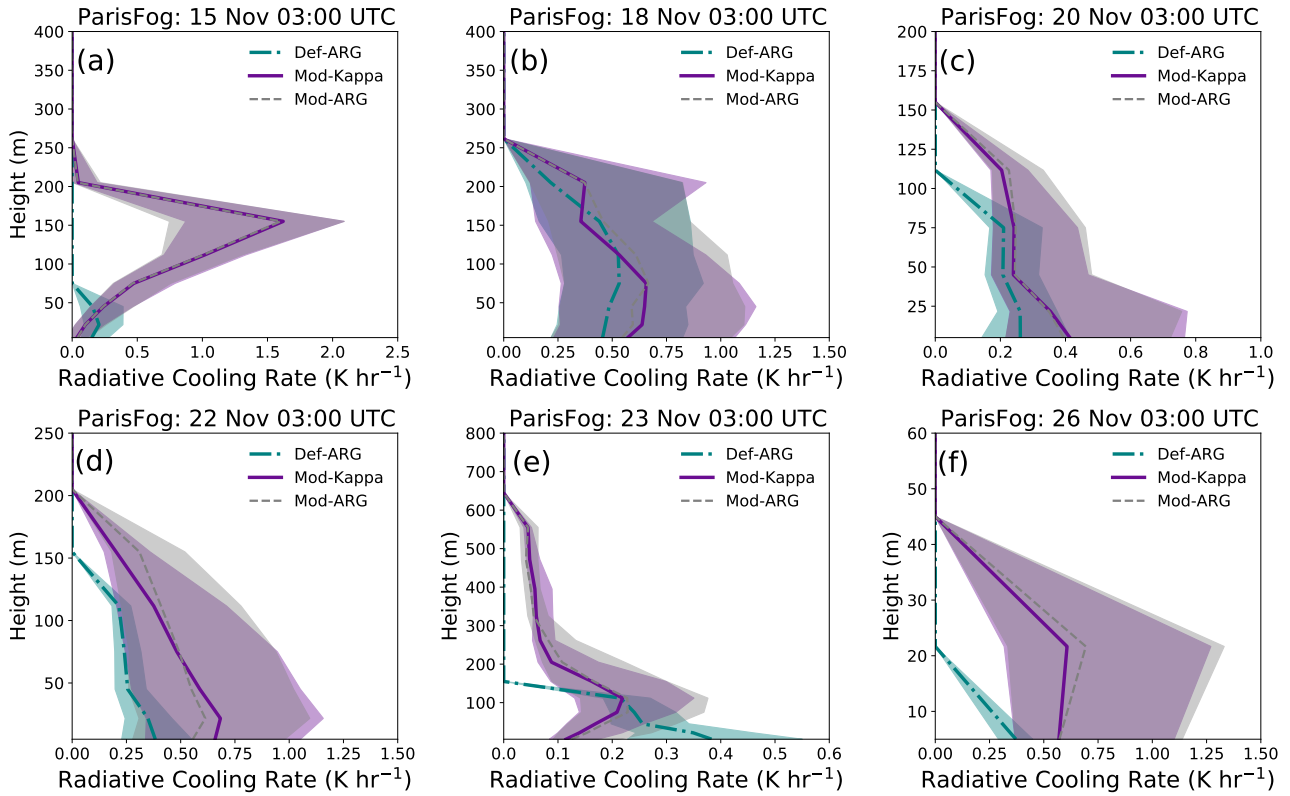 ParisFog: 15 Nov 03:00 UTC
(a)
Def-ARG
Mod-Kappa
Mod-ARG
400
350
300
250
200
150
100
50
Height (m)
0.0 0.5 1.0 1.5 2.0 2.5
Radiative Cooling Rate (K hr⁻¹)
ParisFog: 18 Nov 03:00 UTC
(b)
Def-ARG
Mod-Kappa
Mod-ARG
400
350
300
250
200
150
100
50
0.00 0.25 0.50 0.75 1.00 1.25 1.50
Radiative Cooling Rate (K hr⁻¹)
ParisFog: 20 Nov 03:00 UTC
(c)
Def-ARG
Mod-Kappa
Mod-ARG
200
175
150
125
100
75
50
25
Height (m)
0.0 0.2 0.4 0.6 0.8 1.0
Radiative Cooling Rate (K hr⁻¹)
ParisFog: 22 Nov 03:00 UTC
(d)
Def-ARG
Mod-Kappa
Mod-ARG
250
200
150
100
50
Height (m)
0.00 0.25 0.50 0.75 1.00 1.25 1.50
Radiative Cooling Rate (K hr⁻¹)
ParisFog: 23 Nov 03:00 UTC
(e)
Def-ARG
Mod-Kappa
Mod-ARG
800
700
600
500
400
300
200
100
Height (m)
0.0 0.1 0.2 0.3 0.4 0.5 0.6
Radiative Cooling Rate (K hr⁻¹)
ParisFog: 26 Nov 03:00 UTC
(f)
Def-ARG
Mod-Kappa
Mod-ARG
60
50
40
30
20
10
Height (m)
0.00 0.25 0.50 0.75 1.00 1.25 1.50
Radiative Cooling Rate (K hr⁻¹)